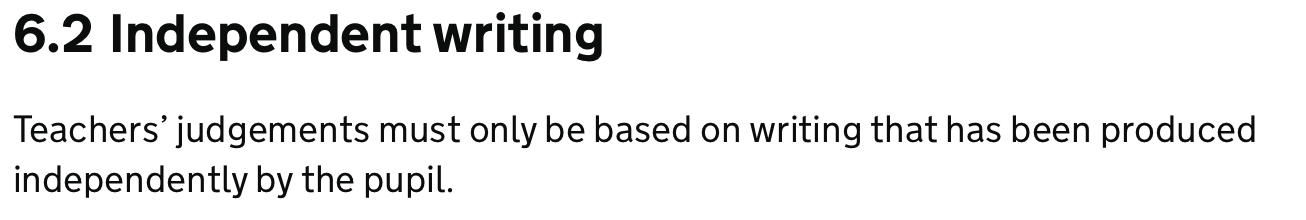 6.2 Independent writing
Teachers’ judgements must only be based on writing that has been produced
independently by the pupil.